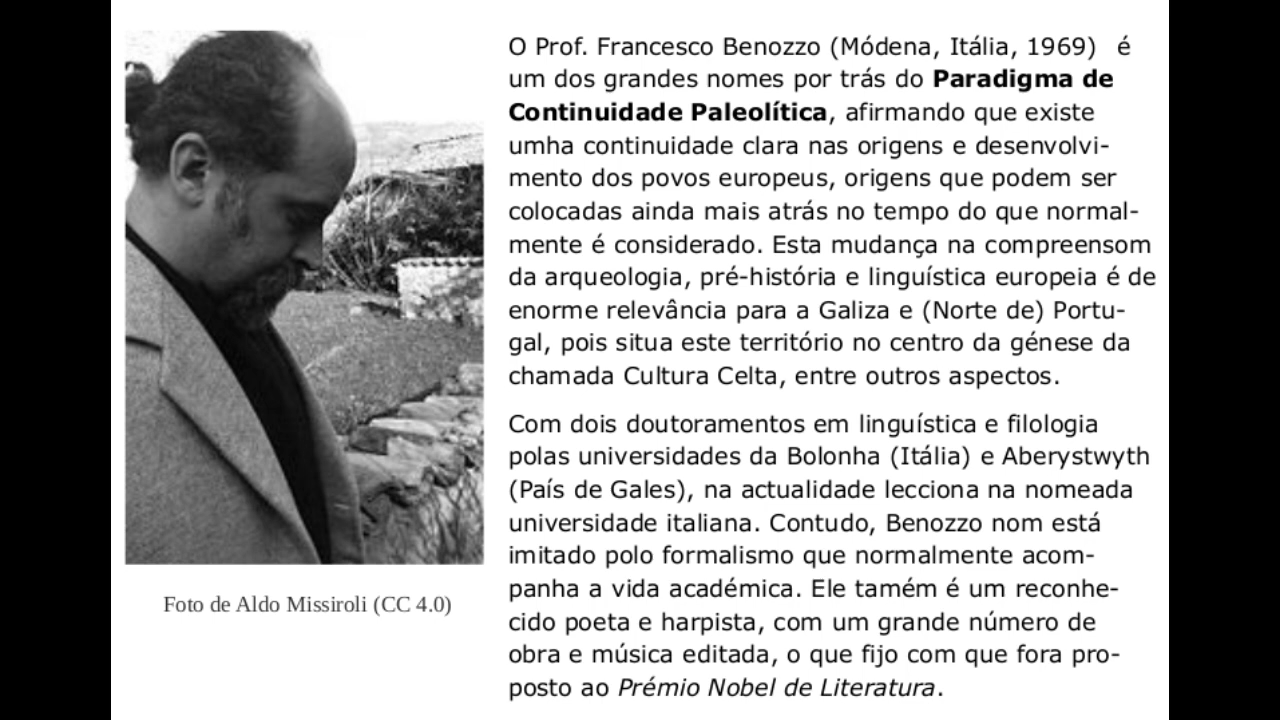 O Prof. Francesco Benozzo (Módena, Itália, 1969) é
um dos grandes nomes por trás do Paradigma de
Continuidade Paleolítica, afirmando que existe
umha continuidade clara nas origens e desenvolvi-
mento dos povos europeus, origens que podem ser
colocadas ainda mais atrás no tempo do que normal-
mente é considerado. Esta mudança na compreensom
da arqueologia, pré-história e linguística europeia é de
enorme relevância para a Galiza e (Norte de) Portu-
gal, pois situa este território no centro da génese da
chamada Cultura Celta, entre outros aspectos.
Com dois doutoramentos em linguística e filologia
polas universidades da Bolonha (Itália) e Aberystwyth
(País de Gales), na actualidade lecciona na nomeada
universidade italiana. Contudo, Benozzo nom está
imitado polo formalismo que normalmente acom-
panha a vida académica. Ele tamém é um reconhe-
cido poeta e harpista, com um grande número de
obra e música editada, o que fijo com que fora pro-
posto ao Prémio Nobel de Literatura.
Foto de Aldo Missiroli (CC 4.0)